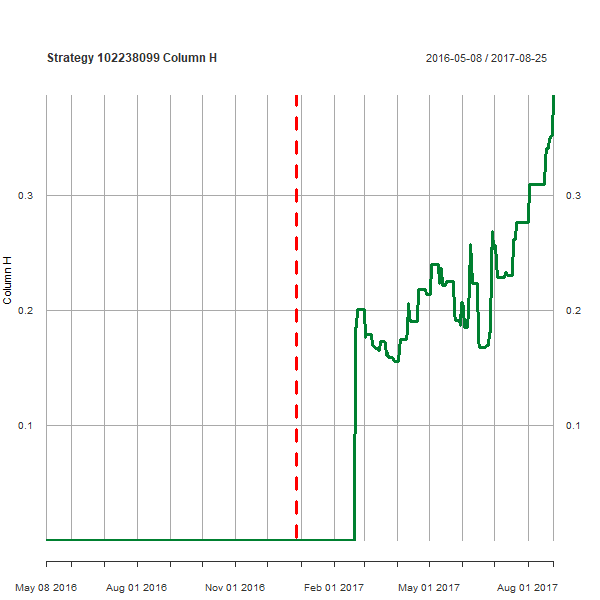 Strategy 102238099 Column H
2016-05-08 / 2017-08-25
0.3
0.3
Column H
0.2
0.2
0.1
0.1
May 08 2016
Aug 01 2016
Nov 01 2016
Feb 01 2017
May 01 2017
Aug 01 2017